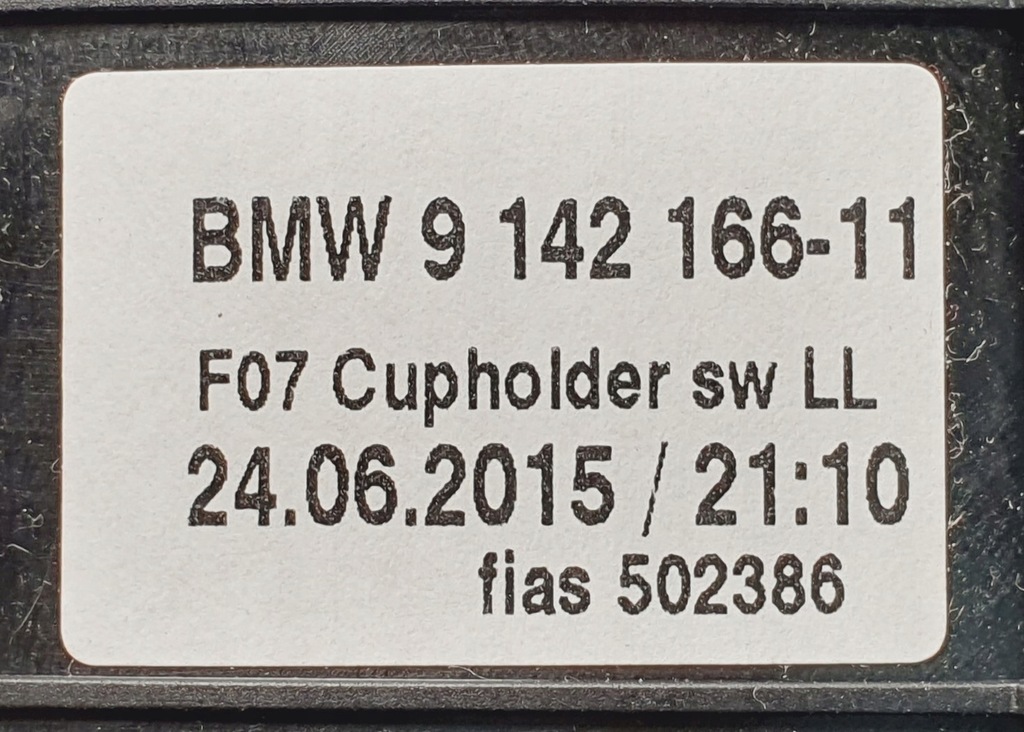 BMW 9 142 166-11
F07 Cupholder sw LL
24.06.2015 / 21:10
fias 502386